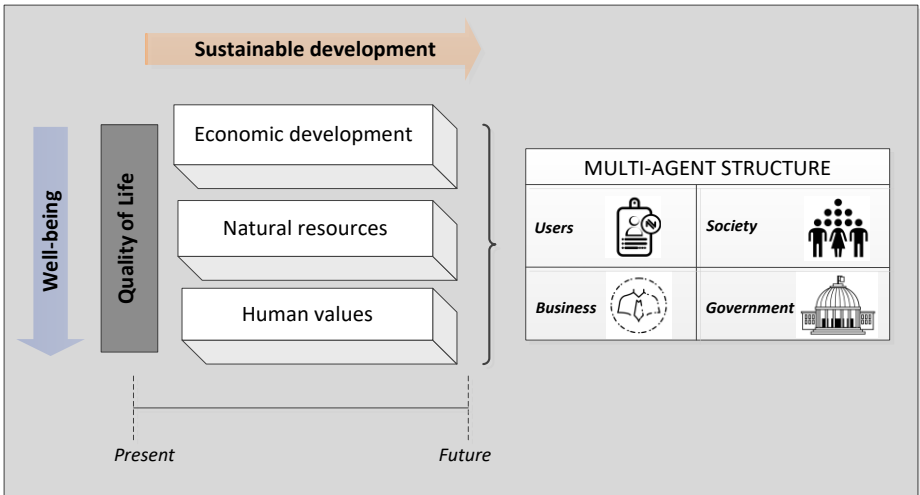 Sustainable development
Well-being
Quality of Life
Economic development
Natural resources
Human values
MULTI-AGENT STRUCTURE
Users
Society
Business
Government
Present
Future